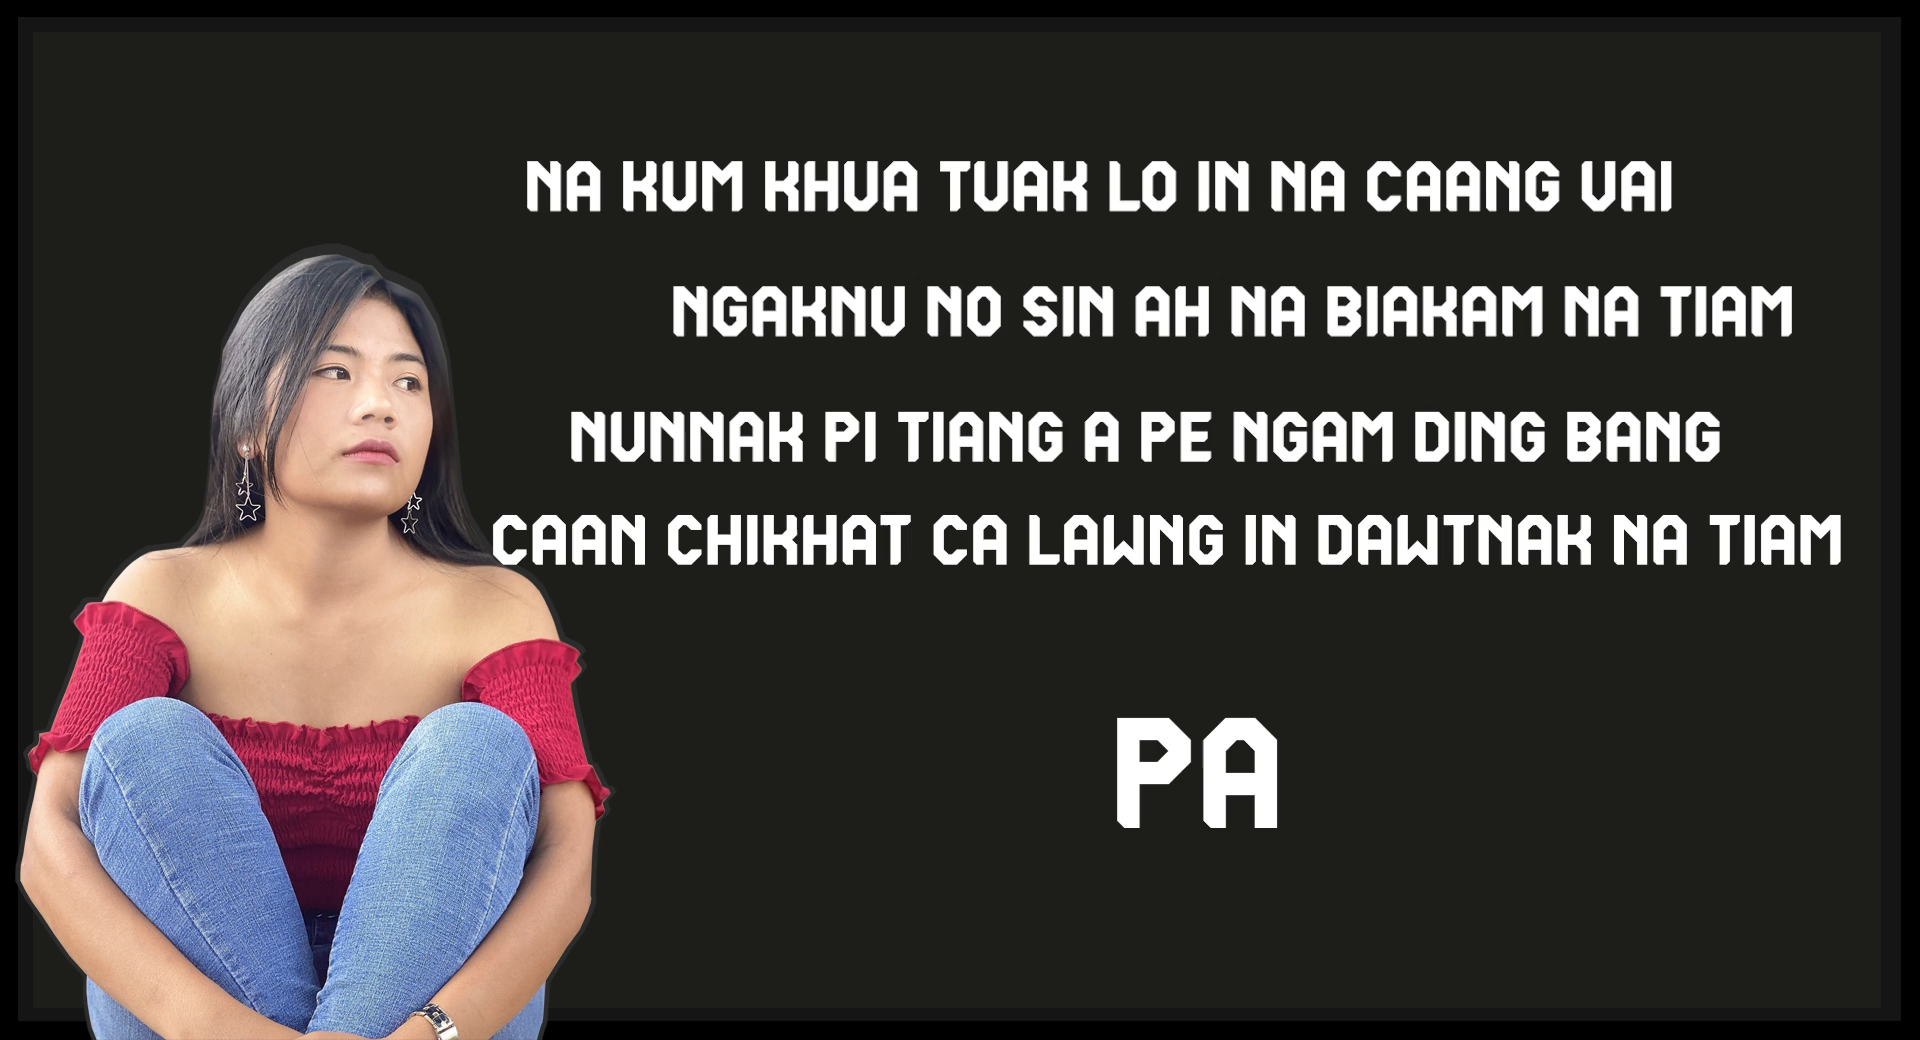 NA KUM KHUA TUAK LO IN NA CAANG VAI
NGAKNU NO SIN AH NA BIAKAM NA TIAM
NUNNAK PI TIANG A PE NGAM DING BANG
CAAN CHIKHAT CA LAWNG IN DAWTNAK NA TIAM
PA